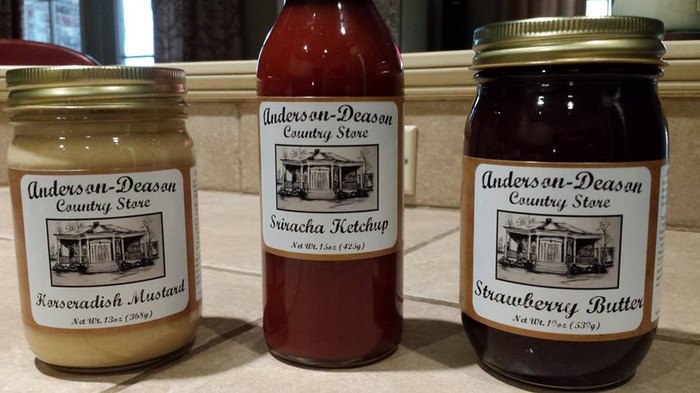 Anderson-Deason
Country Store
Horseradish Mustard
Net Wt. 13oz (368g)
Anderson-Deason
Country Store
Sriracha Ketchup
Net Wt. 15oz (425g)
Anderson-Deason
Country Store
Strawberry Butter
Net Wt. 19oz (539g)